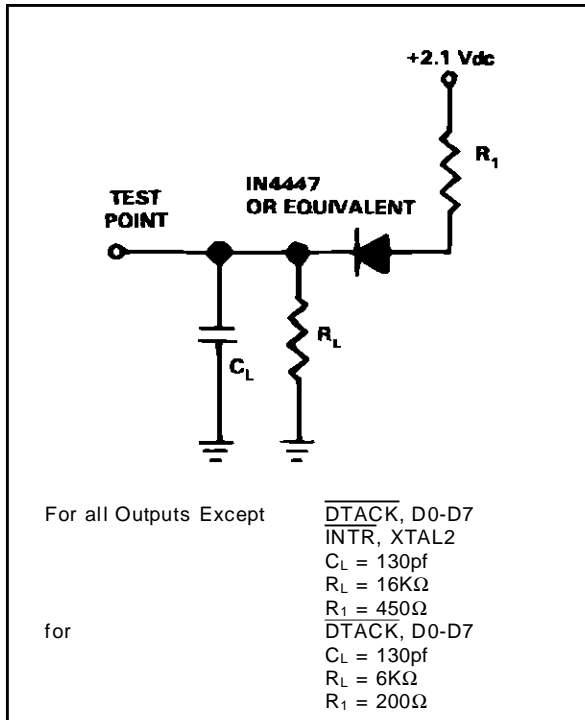 +2.1 Vdc
R1
IN4447
OR EQUIVALENT
TEST
POINT
RL
CL
For all Outputs Except DTACK, D0-D7
INTR, XTAL2
CL = 130pf
RL = 16KΩ
R1 = 450Ω
for DTACK, D0-D7
CL = 130pf
RL = 6KΩ
R1 = 200Ω